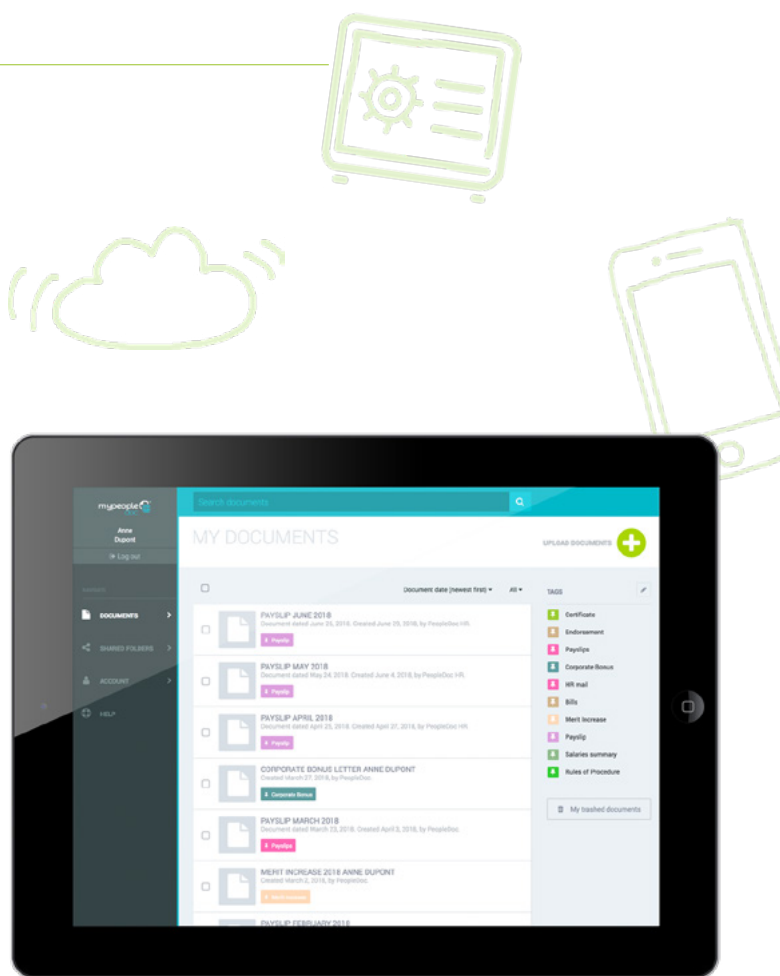 mypeople
DOC
Anne
Dupont
Log out
DOCUMENTS
SHARED FOLDERS
ACCOUNT
HELP
Search documents
MY DOCUMENTS
UPLOAD DOCUMENTS
Document date (newest first)
All
PAYSLIP JUNE 2018
Document dated June 25, 2018. Created June 29, 2018, by PeopleDoc HR.
Payslip
PAYSLIP MAY 2018
Document dated May 24, 2018. Created June 4, 2018, by PeopleDoc HR.
Payslip
PAYSLIP APRIL 2018
Document dated April 25, 2018. Created April 27, 2018, by PeopleDoc HR.
Payslip
CORPORATE BONUS LETTER ANNE DUPONT
Created March 27, 2018, by PeopleDoc.
Corporate Bonus
PAYSLIP MARCH 2018
Document dated March 23, 2018. Created April 3, 2018, by PeopleDoc.
Payslips
MERIT INCREASE 2018 ANNE DUPONT
Created March 2, 2018, by PeopleDoc.
Merit Increase
PAYSLIP FEBRUARY 2018
TAGS
Certificate
Endorsement
Payslips
Corporate Bonus
HR mail
Bills
Merit Increase
Payslip
Salaries summary
Rules of Procedure
My trashed documents